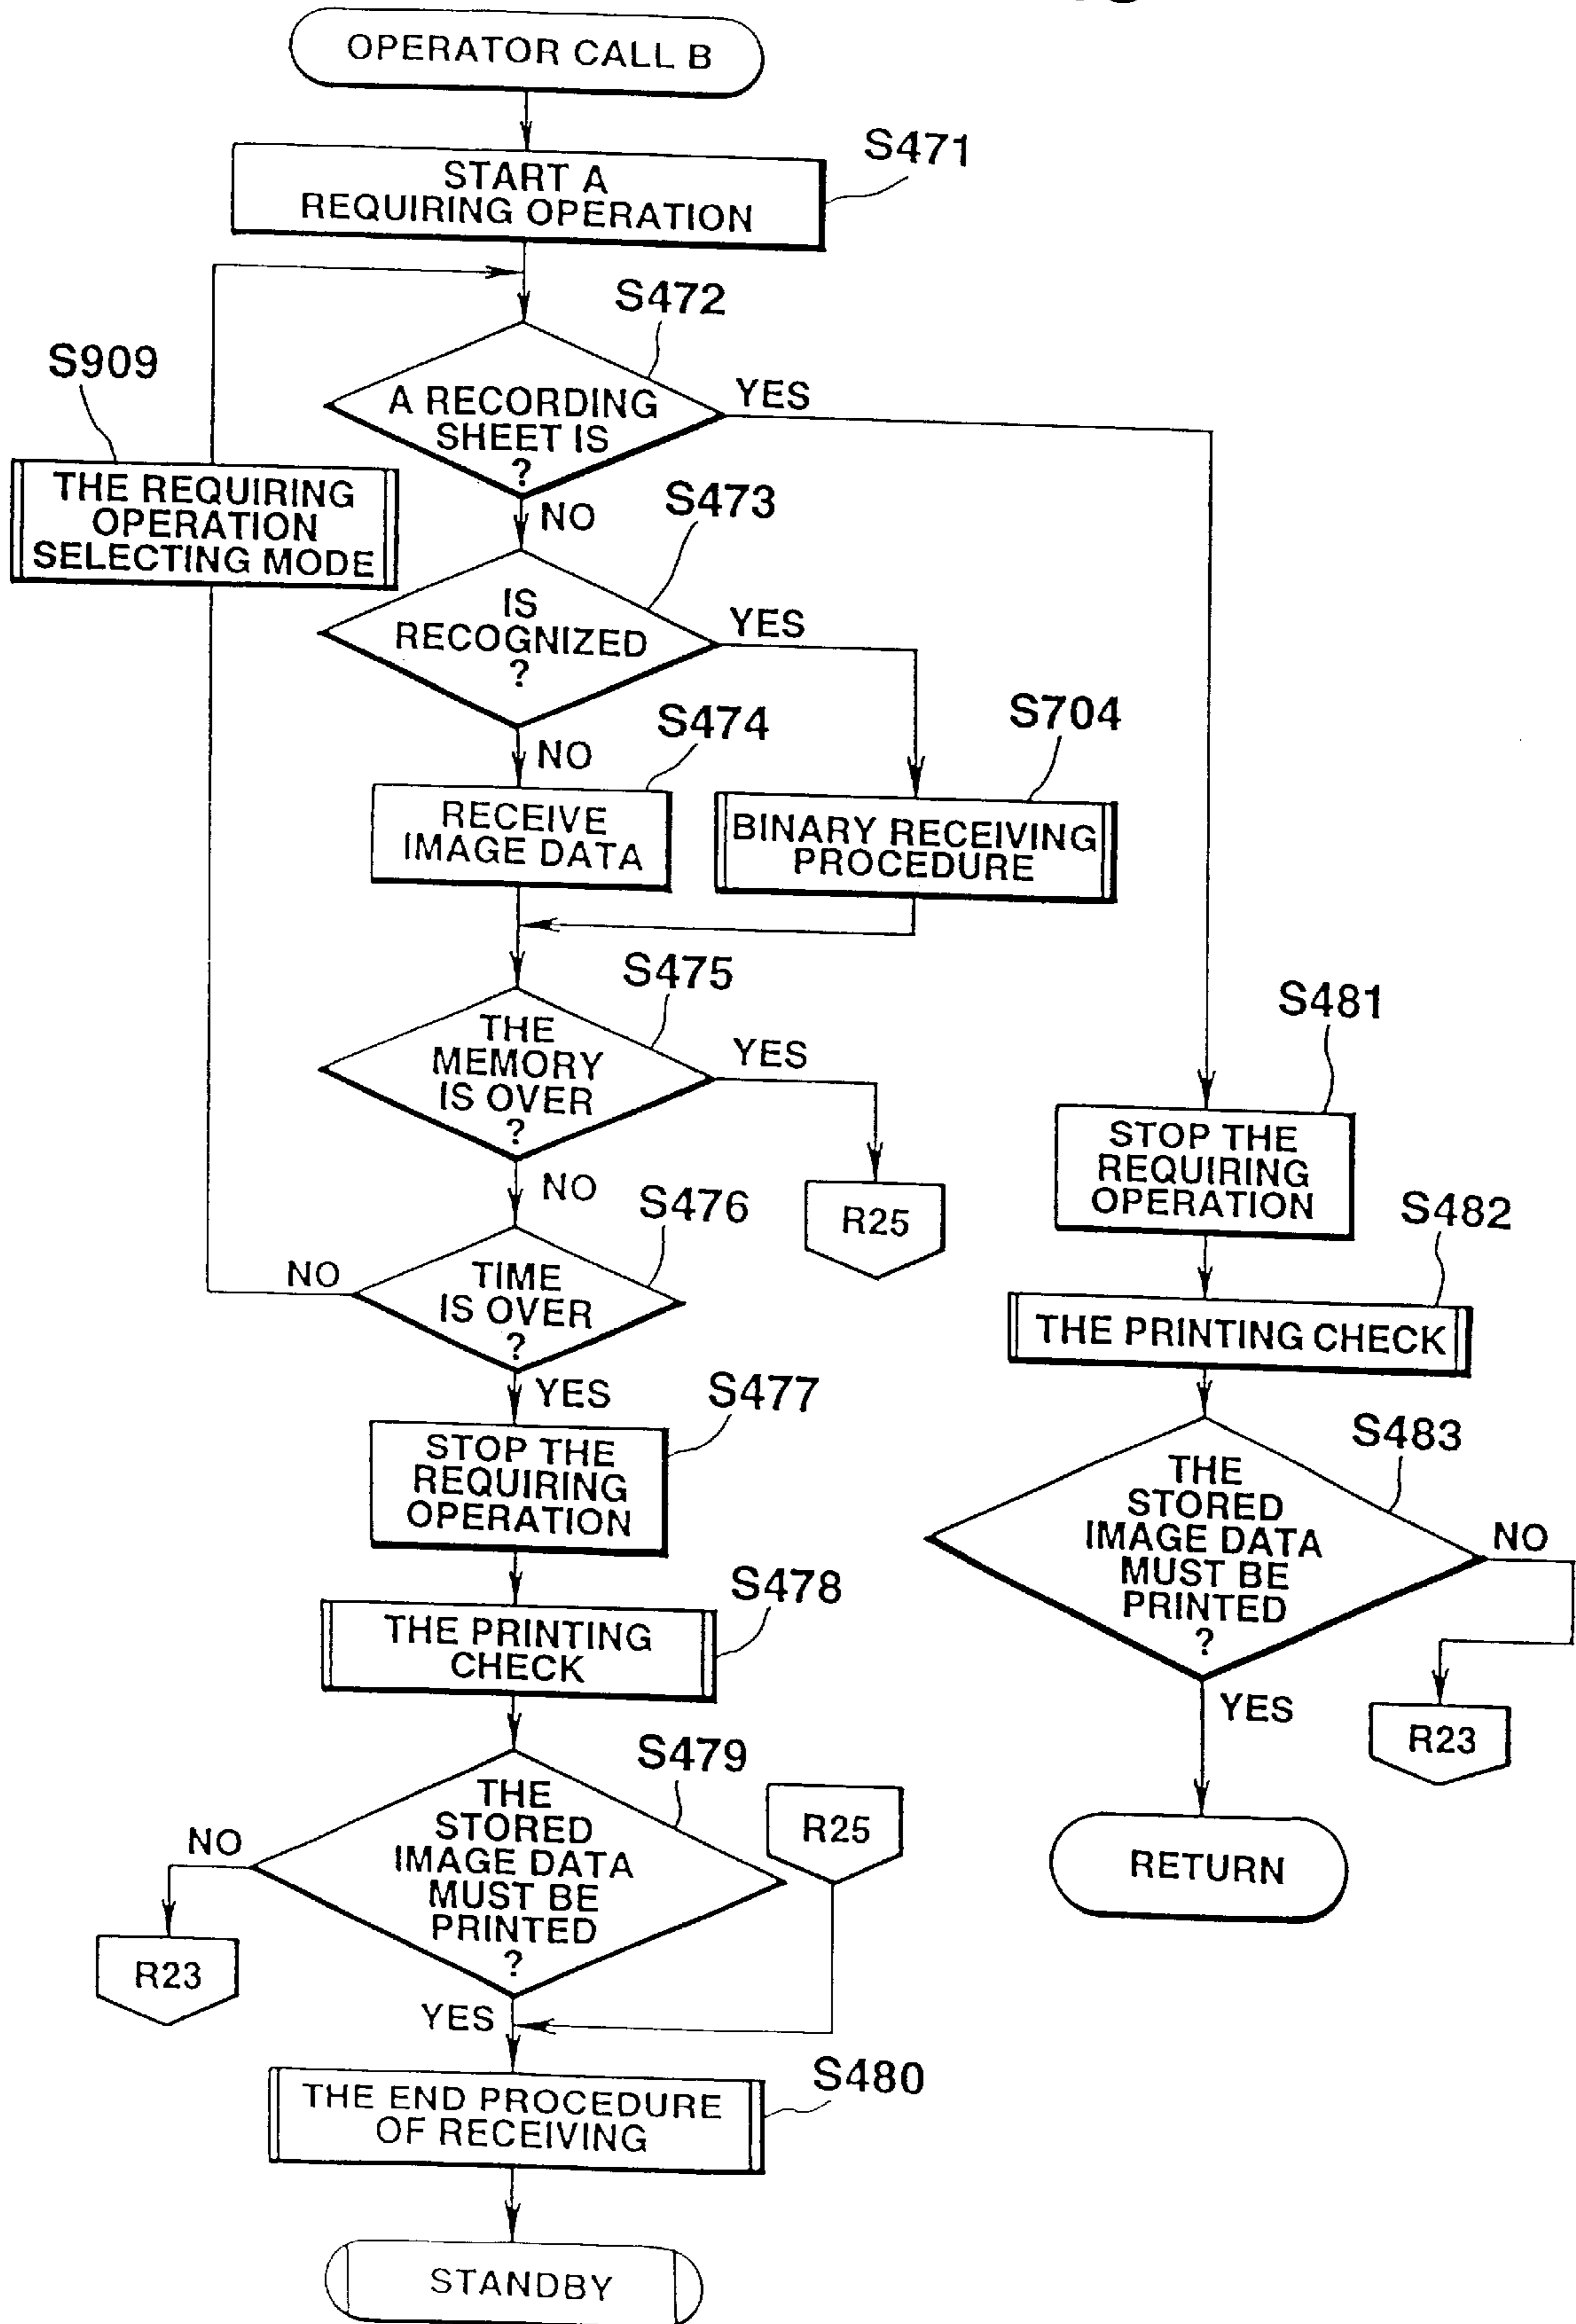 OPERATOR CALL B
S471
START A
REQUIRING OPERATION
S472
A RECORDING
SHEET IS
?
YES
NO
S909
THE REQUIRING
OPERATION
SELECTING MODE
S473
IS
RECOGNIZED
?
YES
NO
S474
RECEIVE
IMAGE DATA
S704
BINARY RECEIVING
PROCEDURE
S475
THE
MEMORY
IS OVER
?
YES
NO
R25
S476
TIME
IS OVER
?
NO
YES
S477
STOP THE
REQUIRING
OPERATION
S478
THE PRINTING
CHECK
S479
THE
STORED
IMAGE DATA
MUST BE
PRINTED
?
NO
R23
YES
R25
S480
THE END PROCEDURE
OF RECEIVING
STANDBY
S481
STOP THE
REQUIRING
OPERATION
S482
THE PRINTING CHECK
S483
THE
STORED
IMAGE DATA
MUST BE
PRINTED
?
NO
R23
YES
RETURN